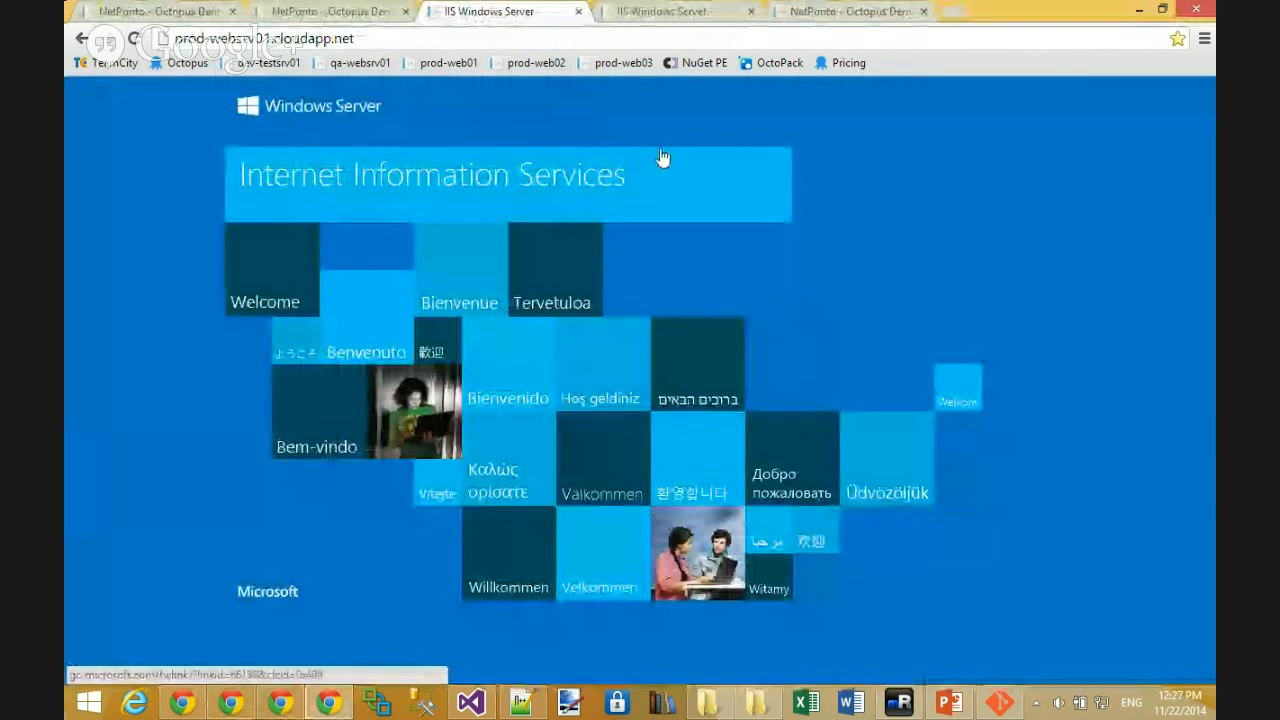 NetPonto - Octopus Dem
NetPonto - Octopus Dem
IIS Windows Server
IIS Windows Server
NetPonto - Octopus Dem
Google+
prod-websrv01.cloudapp.net
TeamCity
Octopus
dev-testsrv01
qa-websrv01
prod-web01
prod-web02
prod-web03
NuGet PE
OctoPack
Pricing
Windows Server
Internet Information Services
Welcome
Bienvenue
Tervetuloa
ようこそ
Benvenuto
歡迎
Bienvenido
Hoş geldiniz
ברוכים הבאים
Welkom
Bem-vindo
Vítejte
Καλώς
ορίσατε
Välkommen
환영합니다
Добро
пожаловать
Üdvözöljük
مرحبا
欢迎
Willkommen
Velkommen
Witamy
Microsoft
ENG
12:27 PM
11/22/2014